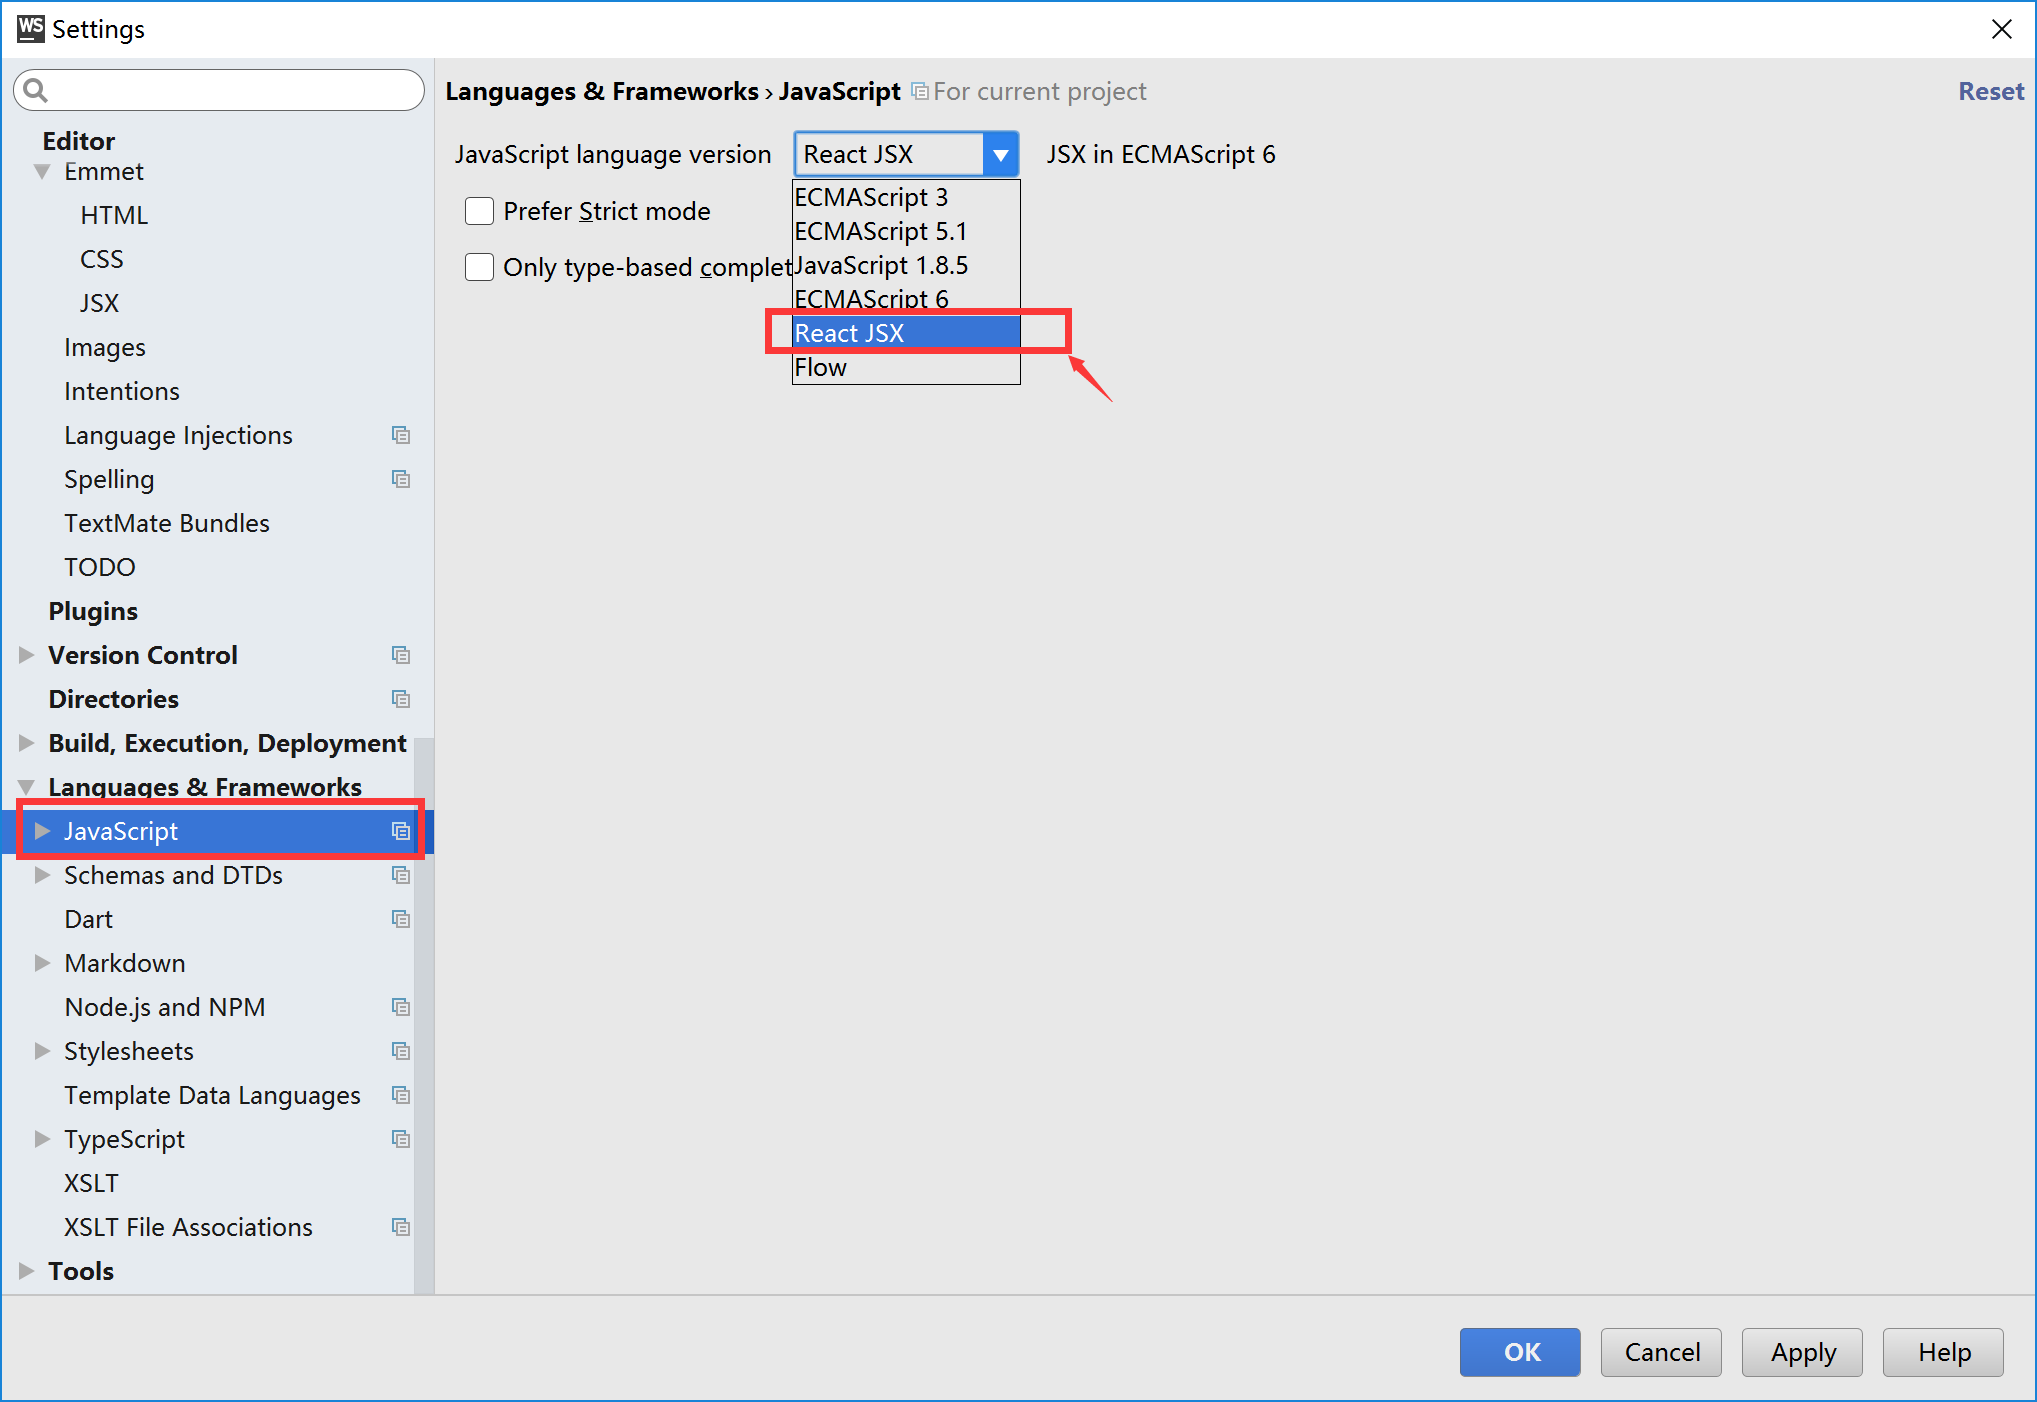 WS Settings
Editor
Emmet
HTML
CSS
JSX
Images
Intentions
Language Injections
Spelling
TextMate Bundles
TODO
Plugins
Version Control
Directories
Build, Execution, Deployment
Languages & Frameworks
JavaScript
Schemas and DTDs
Dart
Markdown
Node.js and NPM
Stylesheets
Template Data Languages
TypeScript
XSLT
XSLT File Associations
Tools
Languages & Frameworks › JavaScript For current project Reset
JavaScript language version React JSX JSX in ECMAScript 6
Prefer Strict mode
Only type-based complet
ECMAScript 3
ECMAScript 5.1
JavaScript 1.8.5
ECMAScript 6
React JSX
Flow
OK Cancel Apply Help